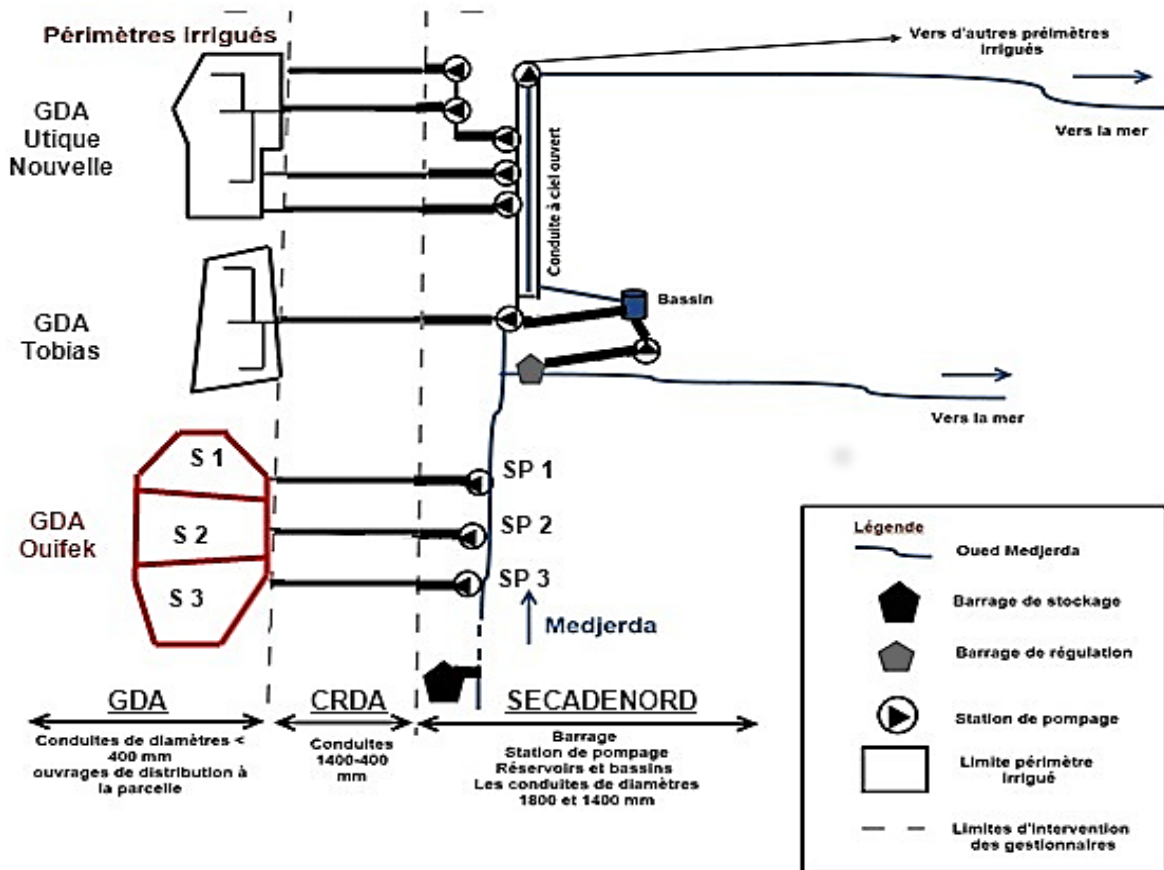 Périmètres irrigués
GDA
Utique
Nouvelle
GDA
Tobias
GDA
Ouifek
S 1
S 2
S 3
Vers d'autres préimètres
irrigués
Vers la mer
Conduite à ciel ouvert
Bassin
Vers la mer
SP 1
SP 2
SP 3
Medjerda
GDA
Conduites de diamètres <
400 mm
ouvrages de distribution à
la parcelle
CRDA
Conduites
1400-400
mm
SECADENORD
Barrage
Station de pompage
Réservoirs et bassins
Les conduites de diamètres
1800 et 1400 mm
Légende
Oued Medjerda
Barrage de stockage
Barrage de régulation
Station de pompage
Limite périmètre
irrigué
Limites d'intervention
des gestionnaires